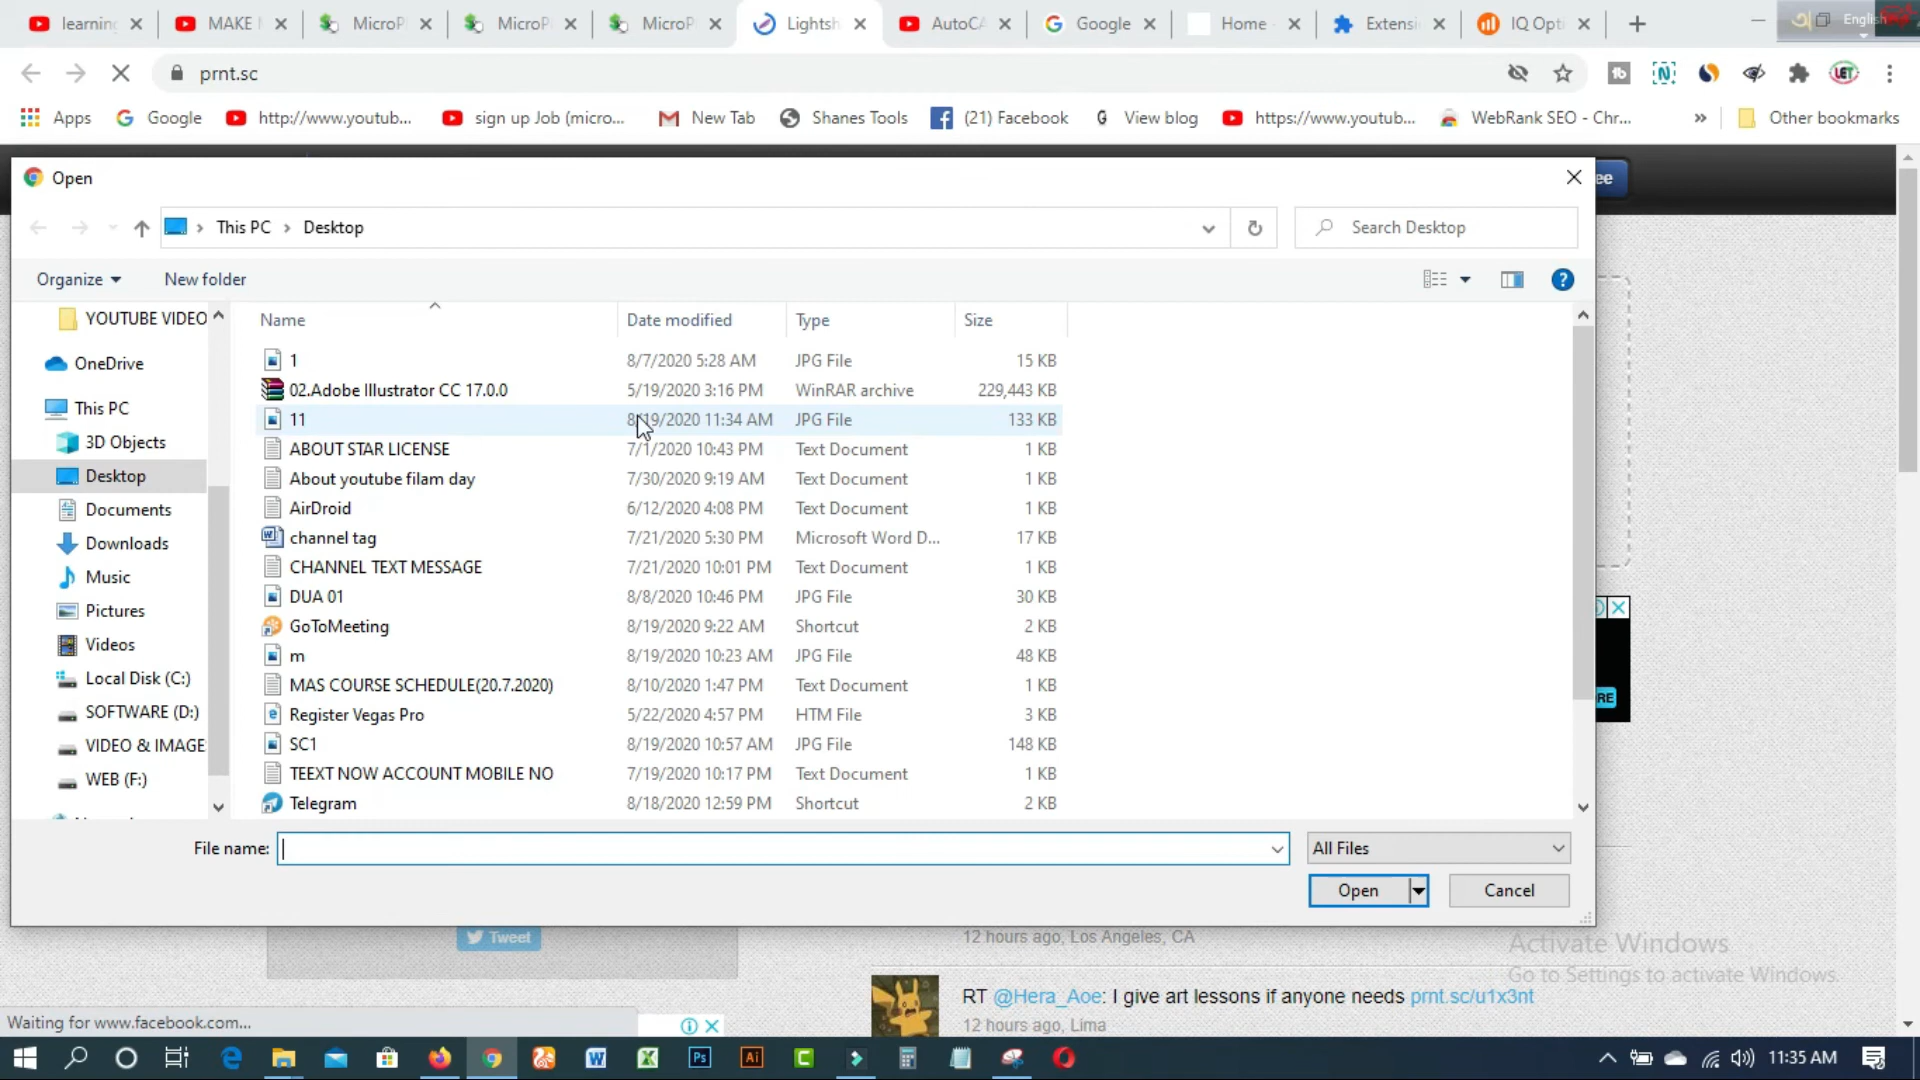 learning
MAKE
MicroP
MicroP
MicroP
Lightsh
AutoCA
Google
Home
Extensi
IQ Opti
English
prnt.sc
Apps
Google
http://www.youtub...
sign up Job (micro...
New Tab
Shanes Tools
(21) Facebook
View blog
https://www.youtub...
WebRank SEO - Chr...
»
Other bookmarks
Open
ee
This PC › Desktop
Search Desktop
Organize
New folder
Name
Date modified
Type
Size
YOUTUBE VIDEO
OneDrive
This PC
3D Objects
Desktop
Documents
Downloads
Music
Pictures
Videos
Local Disk (C:)
SOFTWARE (D:)
VIDEO & IMAGE
WEB (F:)
1 8/7/2020 5:28 AM JPG File 15 KB
02.Adobe Illustrator CC 17.0.0 5/19/2020 3:16 PM WinRAR archive 229,443 KB
11 8/19/2020 11:34 AM JPG File 133 KB
ABOUT STAR LICENSE 7/1/2020 10:43 PM Text Document 1 KB
About youtube filam day 7/30/2020 9:19 AM Text Document 1 KB
AirDroid 6/12/2020 4:08 PM Text Document 1 KB
channel tag 7/21/2020 5:30 PM Microsoft Word D... 17 KB
CHANNEL TEXT MESSAGE 7/21/2020 10:01 PM Text Document 1 KB
DUA 01 8/8/2020 10:46 PM JPG File 30 KB
GoToMeeting 8/19/2020 9:22 AM Shortcut 2 KB
m 8/19/2020 10:23 AM JPG File 48 KB
MAS COURSE SCHEDULE(20.7.2020) 8/10/2020 1:47 PM Text Document 1 KB
Register Vegas Pro 5/22/2020 4:57 PM HTM File 3 KB
SC1 8/19/2020 10:57 AM JPG File 148 KB
TEEXT NOW ACCOUNT MOBILE NO 7/19/2020 10:17 PM Text Document 1 KB
Telegram 8/18/2020 12:59 PM Shortcut 2 KB
RE
File name:
All Files
Open
Cancel
Tweet
12 hours ago, Los Angeles, CA
Activate Windows
Go to Settings to activate Windows.
RT @Hera_Aoe: I give art lessons if anyone needs prnt.sc/u1x3nt
12 hours ago, Lima
Waiting for www.facebook.com...
11:35 AM